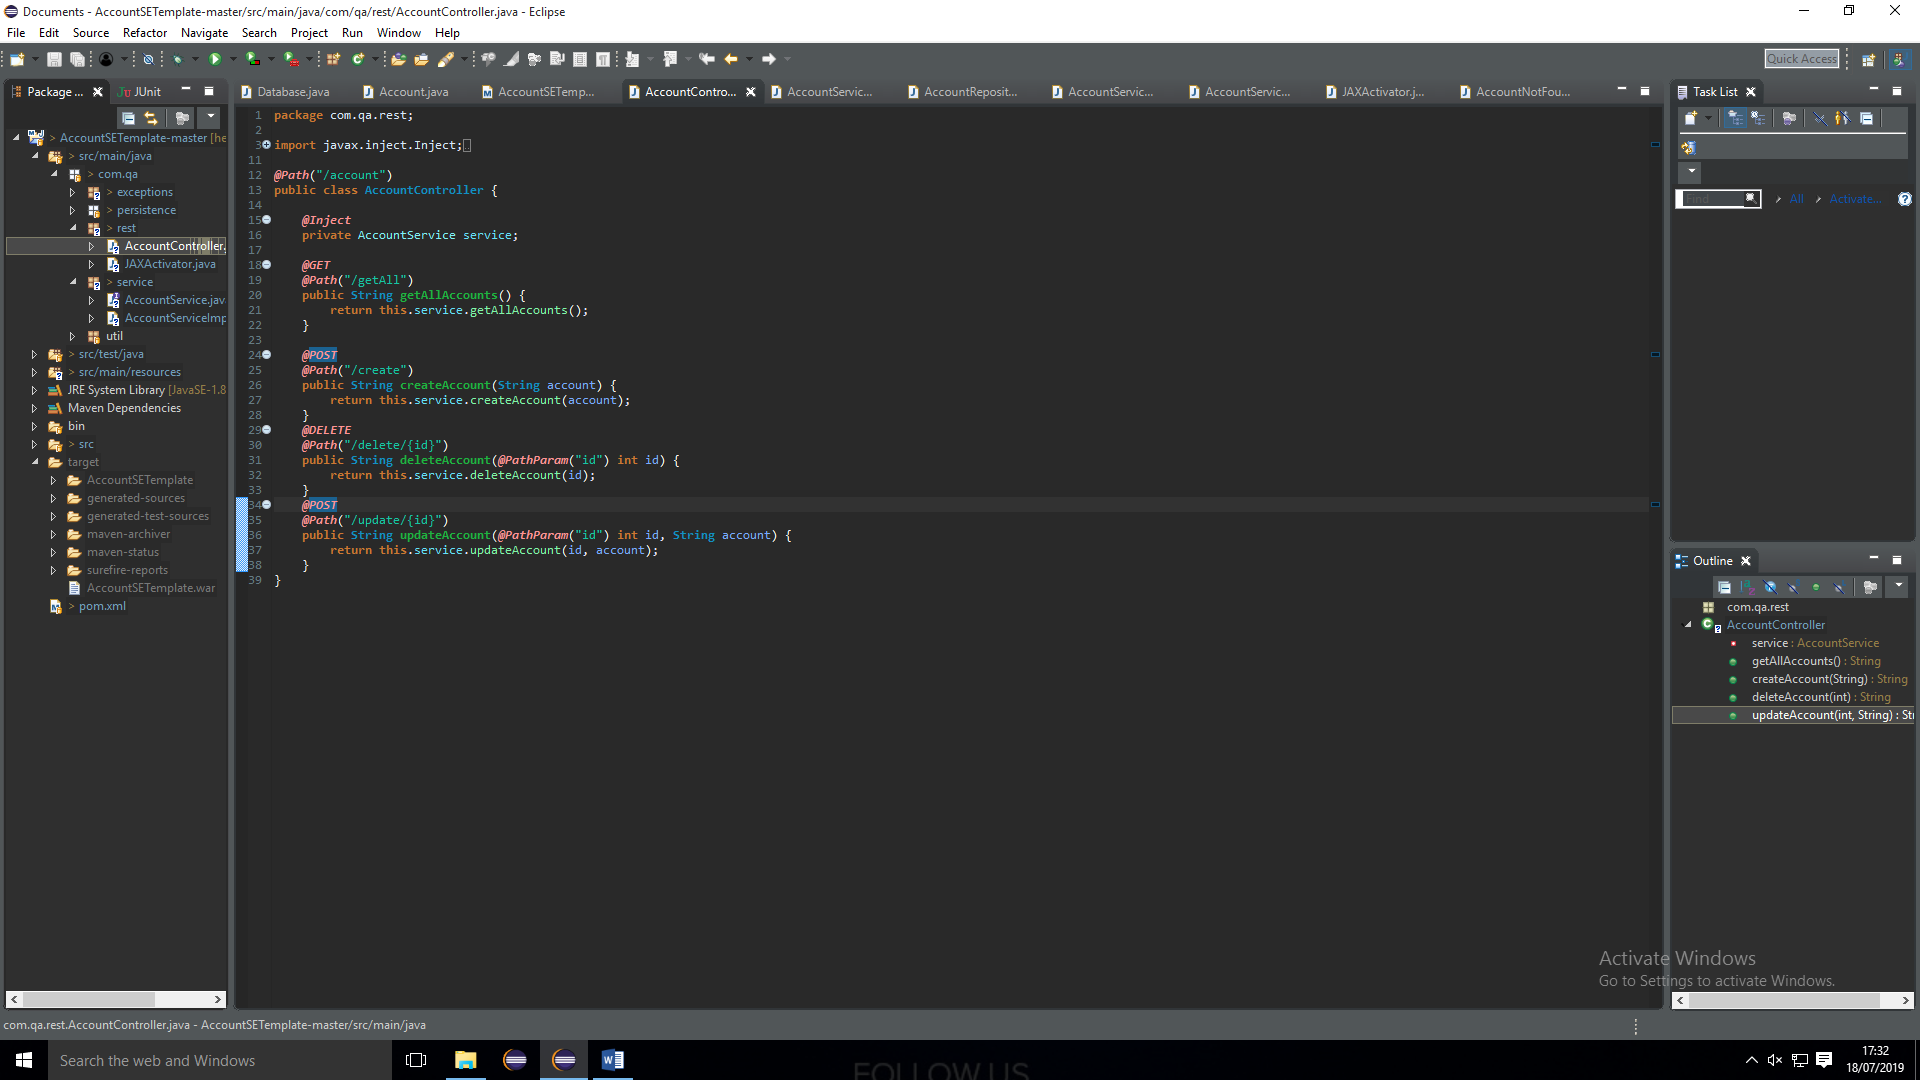 Documents - AccountSETemplate-master/src/main/java/com/qa/rest/AccountController.java - Eclipse
File Edit Source Refactor Navigate Search Project Run Window Help
Quick Access
Package ... JUnit
Database.java Account.java AccountSETemp... AccountContro... AccountServic... AccountReposit... AccountServic... AccountServic... JAXActivator.j... AccountNotFou...
Task List
AccountSETemplate-master [he
> src/main/java
> com.qa
> exceptions
> persistence
> rest
AccountController.
JAXActivator.java
> service
AccountService.jav
AccountServiceImp
util
> src/test/java
> src/main/resources
JRE System Library [JavaSE-1.8
Maven Dependencies
bin
> src
target
AccountSETemplate
generated-sources
generated-test-sources
maven-archiver
maven-status
surefire-reports
AccountSETemplate.war
> pom.xml
1 package com.qa.rest;
2
3 import javax.inject.Inject;
11
12 @Path("/account")
13 public class AccountController {
14
15 @Inject
16 private AccountService service;
17
18 @GET
19 @Path("/getAll")
20 public String getAllAccounts() {
21 return this.service.getAllAccounts();
22 }
23
24 @POST
25 @Path("/create")
26 public String createAccount(String account) {
27 return this.service.createAccount(account);
28 }
29 @DELETE
30 @Path("/delete/{id}")
31 public String deleteAccount(@PathParam("id") int id) {
32 return this.service.deleteAccount(id);
33 }
34 @POST
35 @Path("/update/{id}")
36 public String updateAccount(@PathParam("id") int id, String account) {
37 return this.service.updateAccount(id, account);
38 }
39 }
Find All Activate...
Outline
com.qa.rest
AccountController
service : AccountService
getAllAccounts() : String
createAccount(String) : String
deleteAccount(int) : String
updateAccount(int, String) : Str
Activate Windows
Go to Settings to activate Windows.
com.qa.rest.AccountController.java - AccountSETemplate-master/src/main/java
Search the web and Windows
FOLLOW US
17:32
18/07/2019